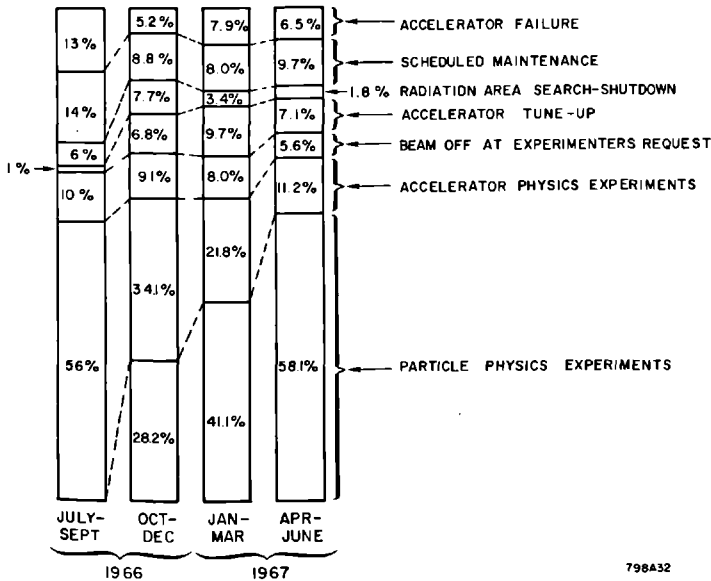 13%
14%
6%
1%
10%
56%
5.2%
8.8%
7.7%
6.8%
9.1%
34.1%
28.2%
7.9%
8.0%
3.4%
9.7%
8.0%
21.8%
41.1%
6.5%
9.7%
7.1%
5.6%
11.2%
58.1%
ACCELERATOR FAILURE
SCHEDULED MAINTENANCE
1.8% RADIATION AREA SEARCH-SHUTDOWN
ACCELERATOR TUNE-UP
BEAM OFF AT EXPERIMENTERS REQUEST
ACCELERATOR PHYSICS EXPERIMENTS
PARTICLE PHYSICS EXPERIMENTS
JULY-
SEPT
OCT-
DEC
JAN-
MAR
APR-
JUNE
1966
1967
798A32